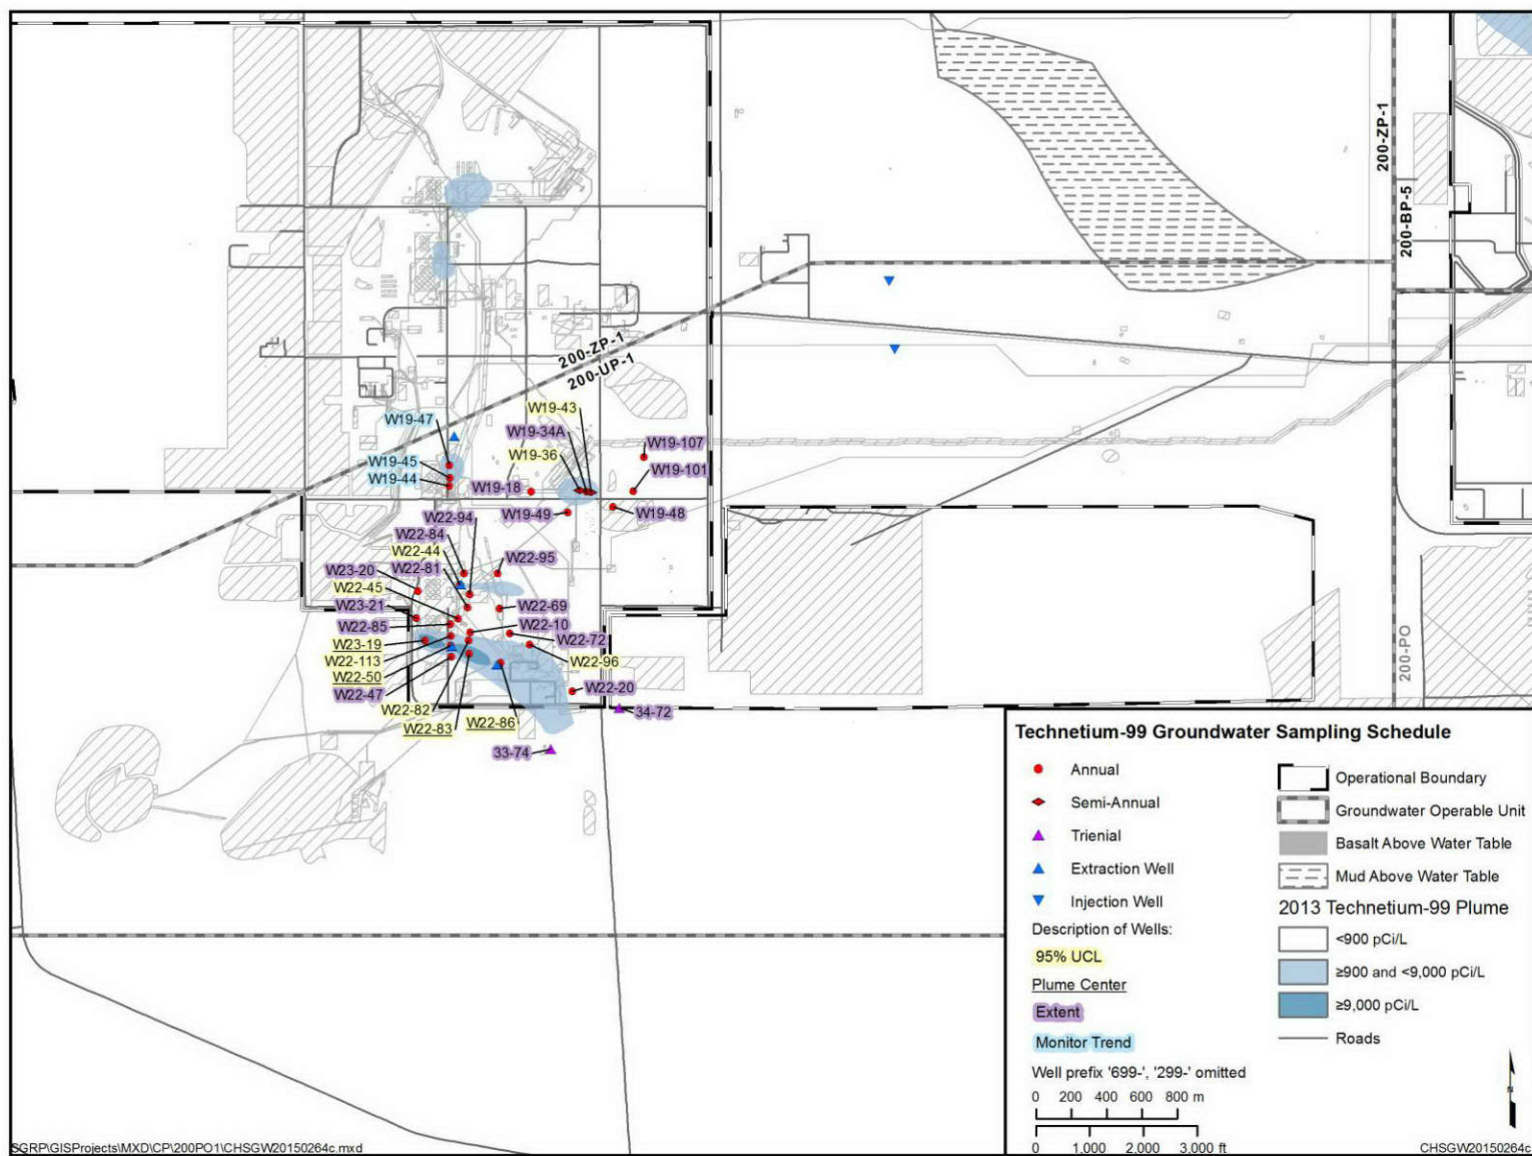 200-ZP-1
200-BP-5
200-ZP-1
200-UP-1
W19-43
W19-47
W19-34A
W19-107
W19-36
W19-45
W19-101
W19-44
W19-18
W19-49
W19-48
W22-94
W22-84
W22-44
W22-95
W23-20
W22-81
W22-45
W23-21
W22-69
W22-85
W22-10
W23-19
W22-72
W22-113
W22-96
W22-50
W22-47
W22-20
W22-82
34-72
W22-83
W22-86
33-74
200-PO
Technetium-99 Groundwater Sampling Schedule
Annual
Semi-Annual
Trienial
Extraction Well
Injection Well
Description of Wells:
95% UCL
Plume Center
Extent
Monitor Trend
Well prefix '699-', '299-' omitted
0 200 400 600 800 m
0 1,000 2,000 3,000 ft
Operational Boundary
Groundwater Operable Unit
Basalt Above Water Table
Mud Above Water Table
2013 Technetium-99 Plume
<900 pCi/L
≥900 and <9,000 pCi/L
≥9,000 pCi/L
Roads
N
SGRP\GISProjects\MXD\CP\200PO1\CHSGW20150264c.mxd
CHSGW20150264c